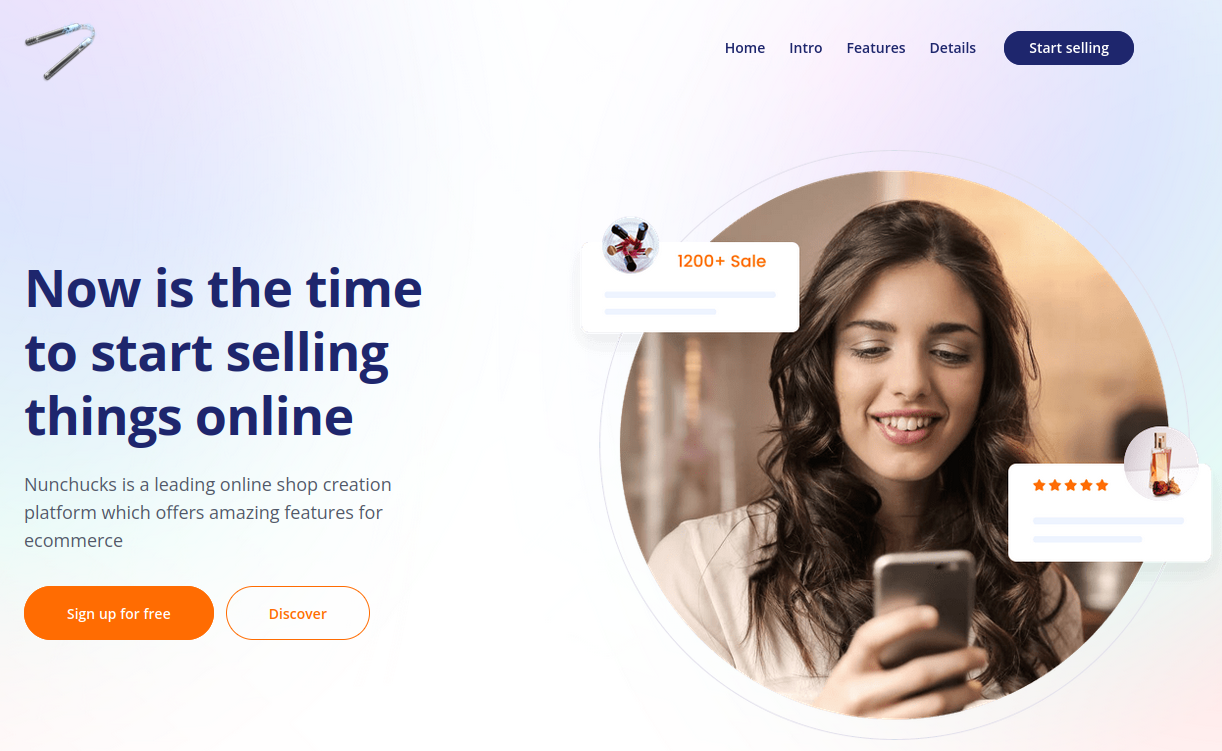 Home Intro Features Details Start selling
1200+ Sale
Now is the time
to start selling
things online
Nunchucks is a leading online shop creation
platform which offers amazing features for
ecommerce
Sign up for free Discover